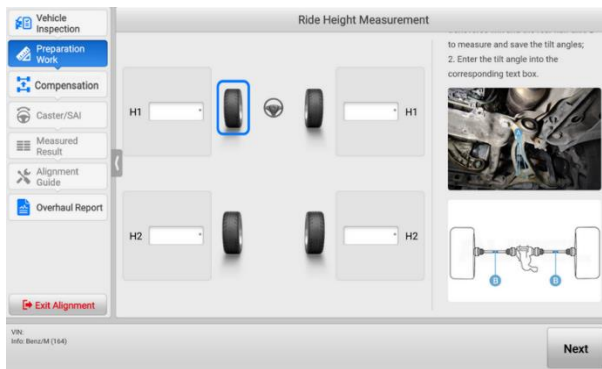 Vehicle
Inspection
Ride Height Measurement
Preparation
Work
to measure and save the tilt angles;
2. Enter the tilt angle into the
corresponding text box.
Compensation
H1
°
°
H1
Caster/SAI
Measured
Result
Alignment
Guide
Overhaul Report
H2
°
°
H2
B
B
Exit Alignment
VIN:
Info: Benz/M (164)
Next